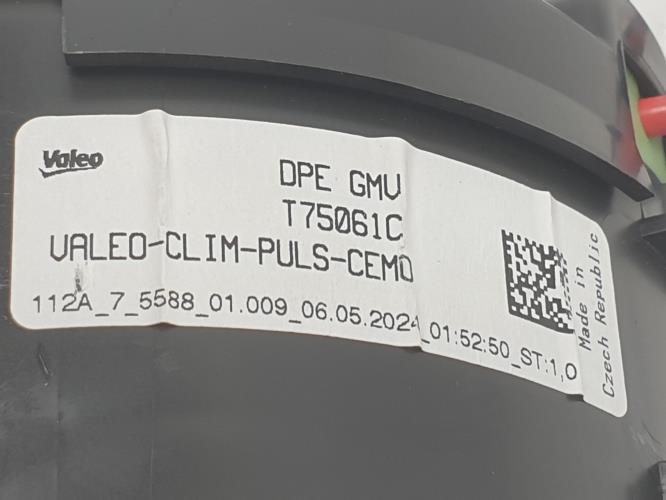 Valeo
DPE GMV
T75061C
VALEO-CLIM-PULS-CEMO
112A_7_5588_01.009_06.05.2024_01:52:50_ST:1,0
Made in
Czech Republic